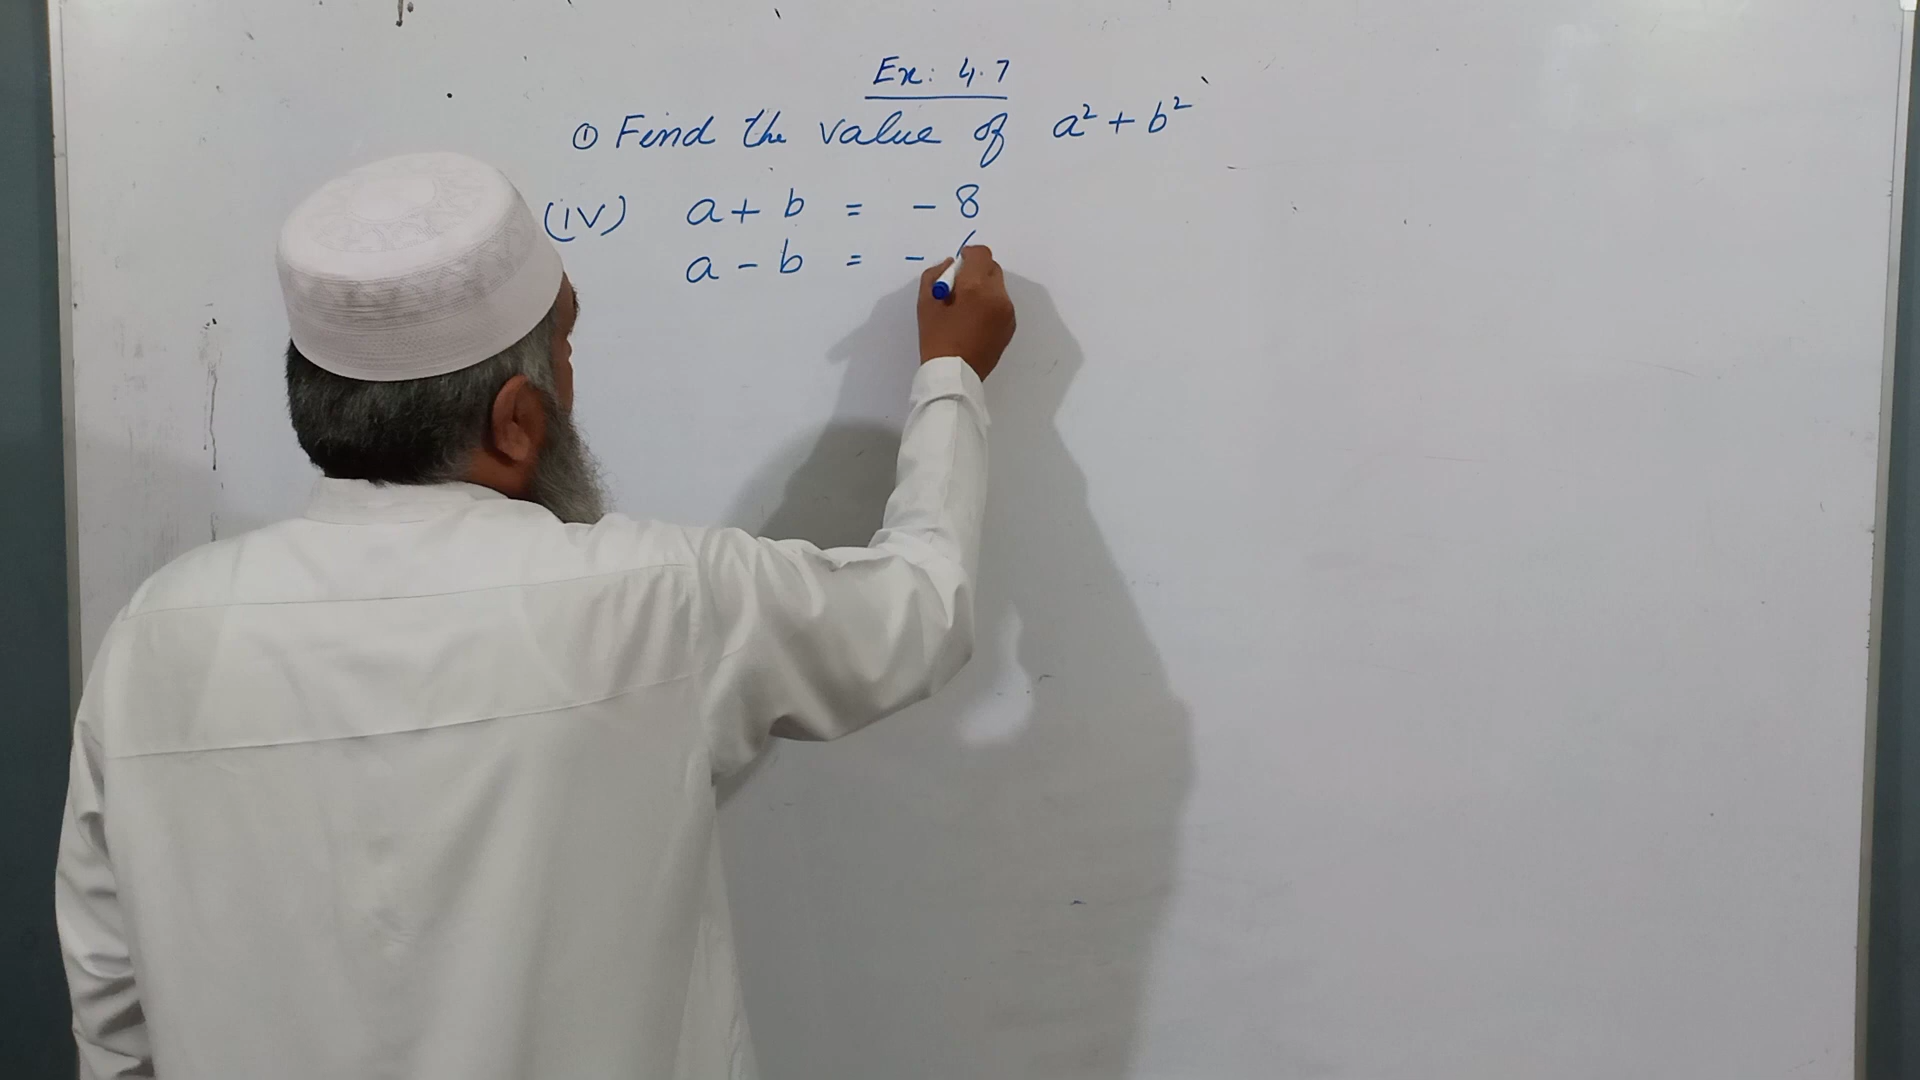 Ex: 4.7
① Find the value of a² + b²
(iv) a + b = - 8
a - b = -